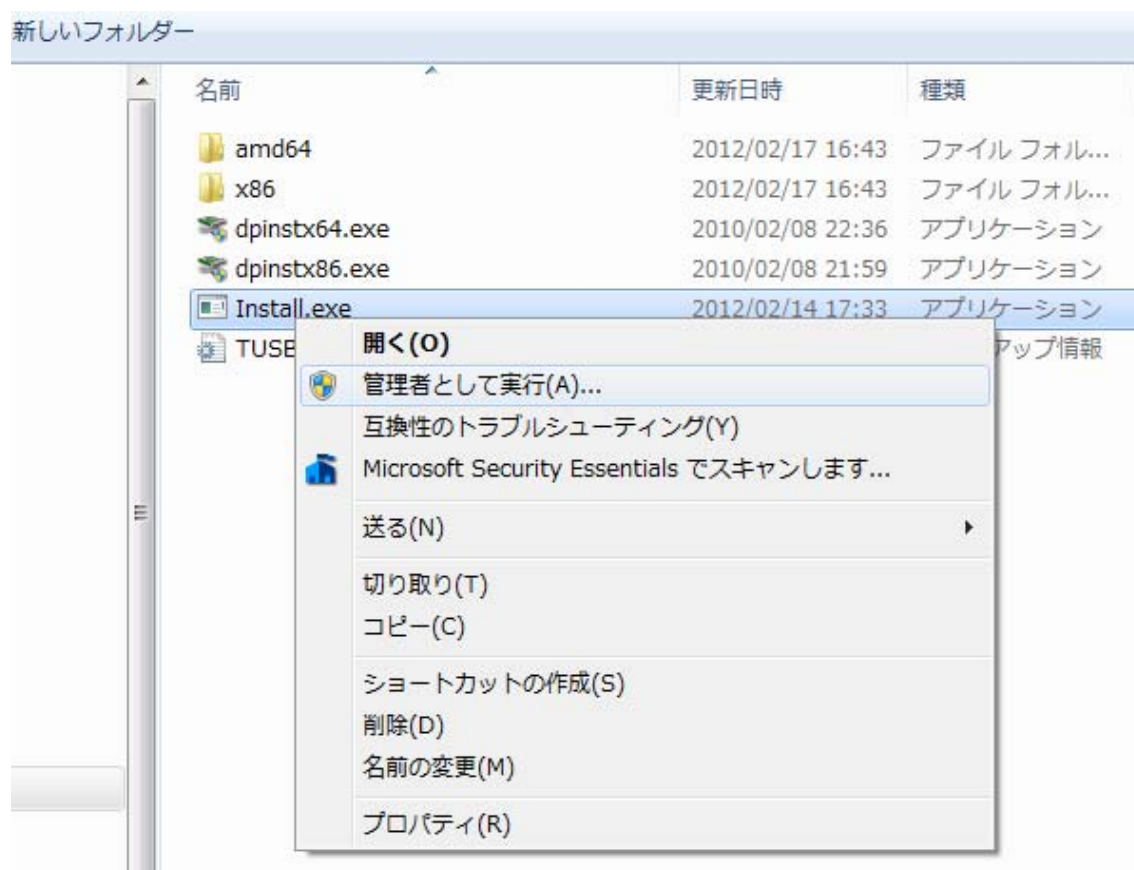 新しいフォルダー
名前 更新日時 種類
amd64 2012/02/17 16:43 ファイル フォル...
x86 2012/02/17 16:43 ファイル フォル...
dpinstx64.exe 2010/02/08 22:36 アプリケーション
dpinstx86.exe 2010/02/08 21:59 アプリケーション
Install.exe 2012/02/14 17:33 アプリケーション
TUSB アップ情報
開く(O)
管理者として実行(A)...
互換性のトラブルシューティング(Y)
Microsoft Security Essentials でスキャンします...
送る(N)
切り取り(T)
コピー(C)
ショートカットの作成(S)
削除(D)
名前の変更(M)
プロパティ(R)